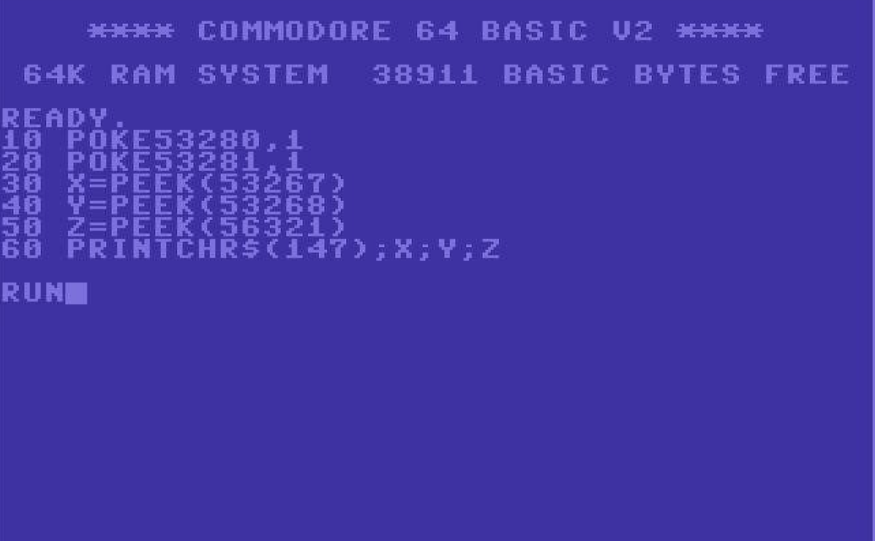 **** COMMODORE 64 BASIC V2 ****
64K RAM SYSTEM  38911 BASIC BYTES FREE
READY.
10 POKE53280,1
20 POKE53281,1
30 X=PEEK(53267)
40 Y=PEEK(53268)
50 Z=PEEK(56321)
60 PRINTCHR$(147);X;Y;Z
RUN